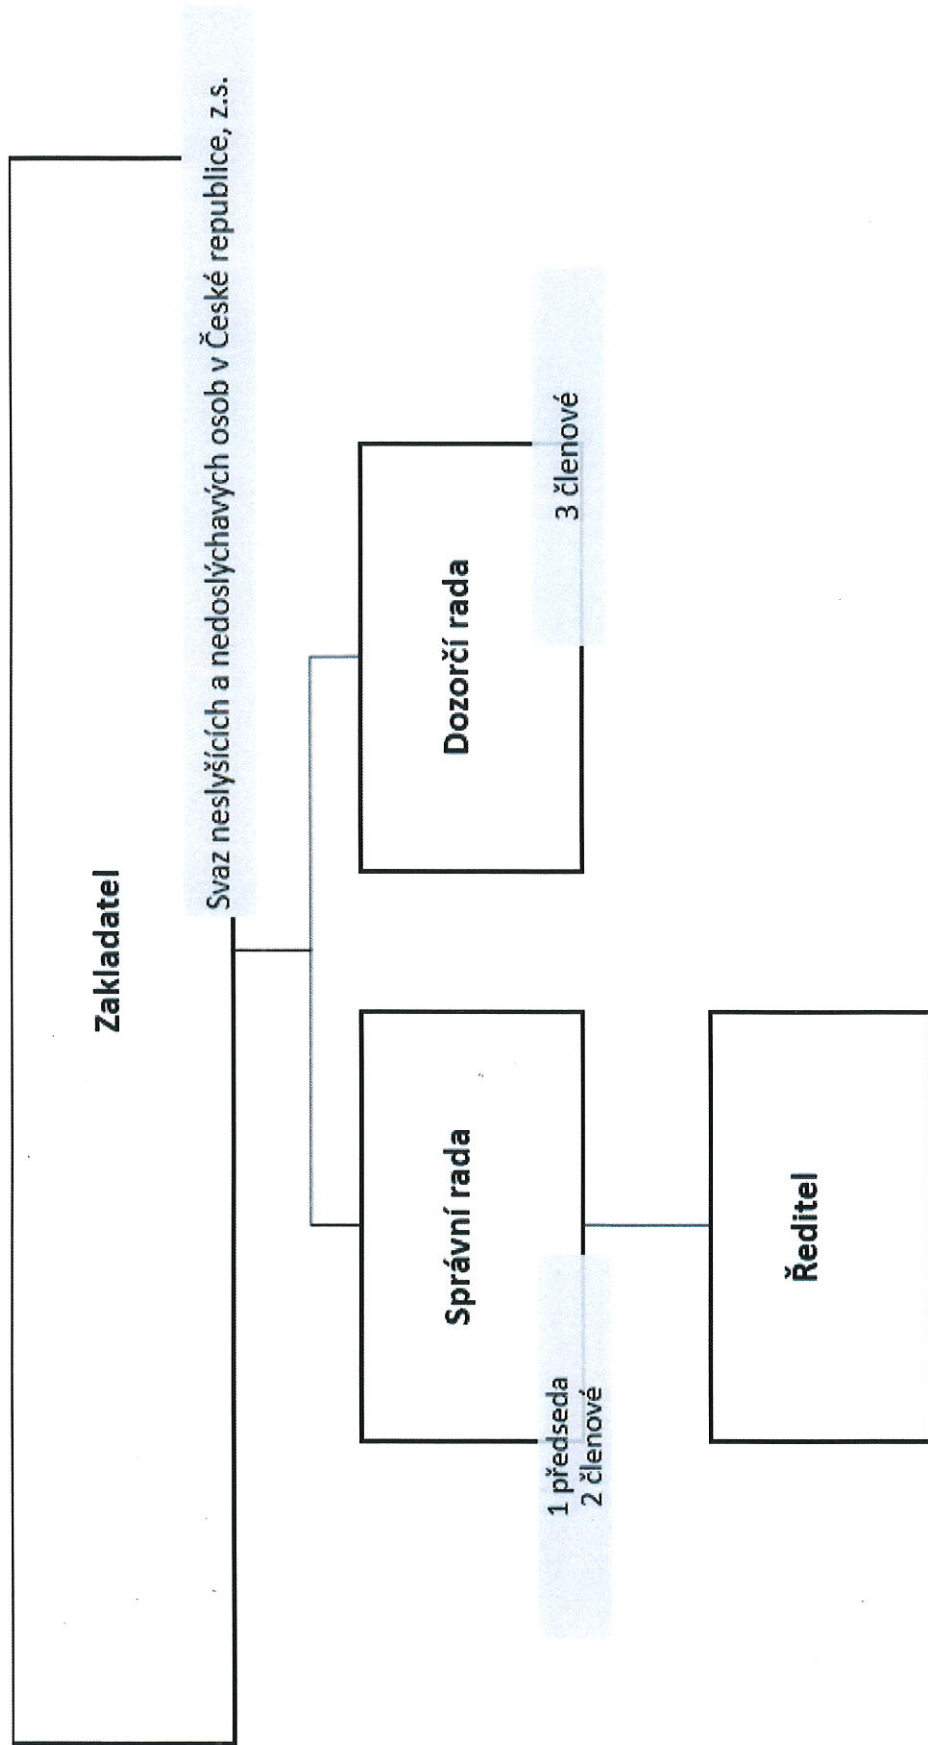 Zakladatel
Svaz neslyšících a nedoslýchavých osob v České republice, z.s.
Správní rada
1 předseda
2 členové
Dozorčí rada
3 členové
Ředitel